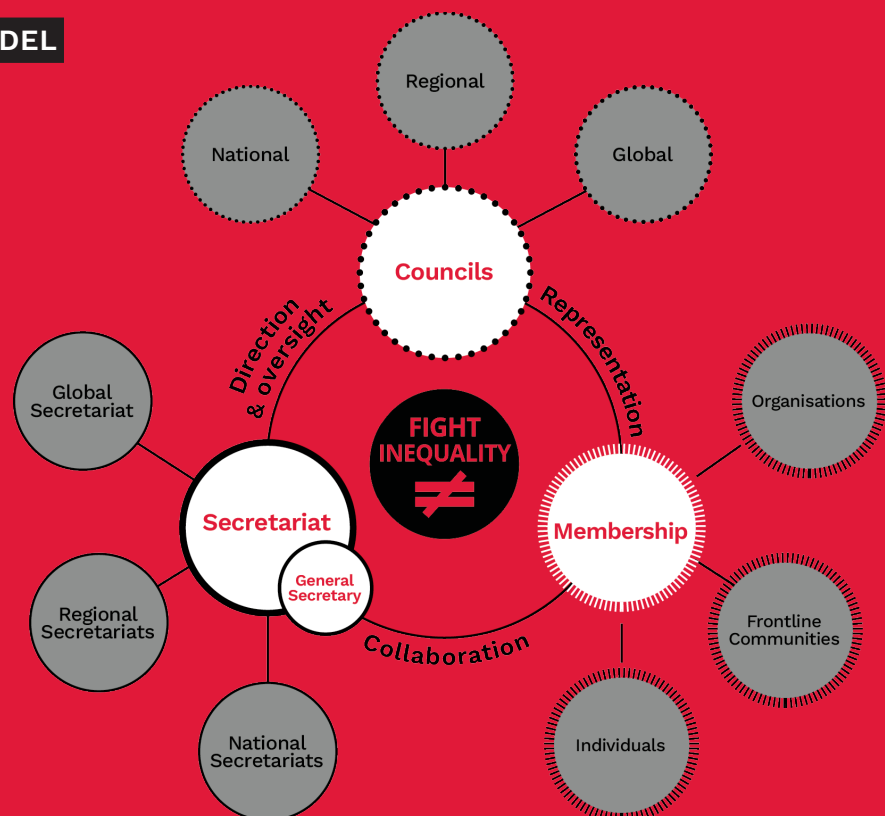 DEL
Regional
National
Global
Councils
Direction
& oversight
Representation
Global
Secretariat
Organisations
FIGHT
INEQUALITY
Secretariat
Membership
General
Secretary
Regional
Secretariats
Frontline
Communities
Collaboration
National
Secretariats
Individuals